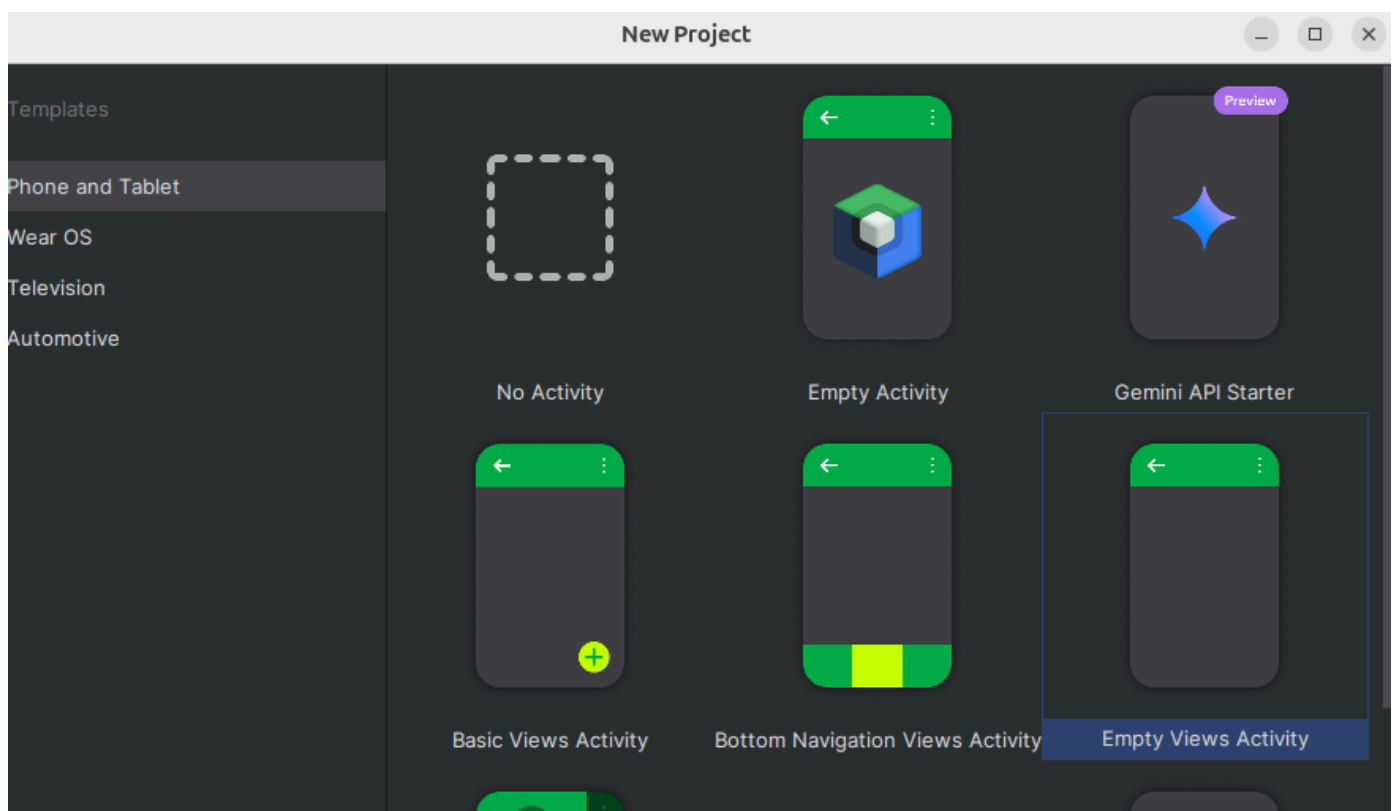 New Project
Templates
Phone and Tablet
Wear OS
Television
Automotive
Preview
No Activity
Empty Activity
Gemini API Starter
Basic Views Activity
Bottom Navigation Views Activity
Empty Views Activity